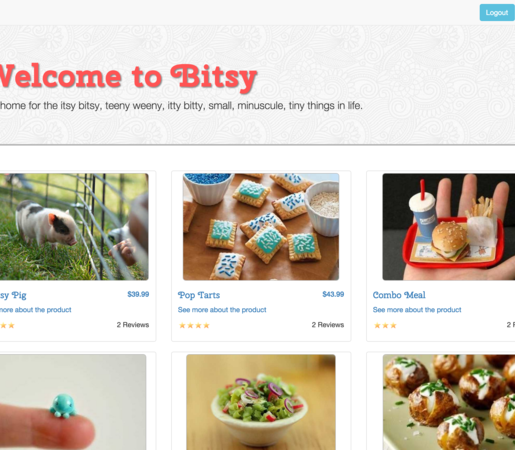 Logout
Welcome to Bitsy
home for the itsy bitsy, teeny weeny, itty bitty, small, minuscule, tiny things in life.
sy Pig $39.99
more about the product
2 Reviews
Pop Tarts $43.99
See more about the product
2 Reviews
Combo Meal
See more about the product
2